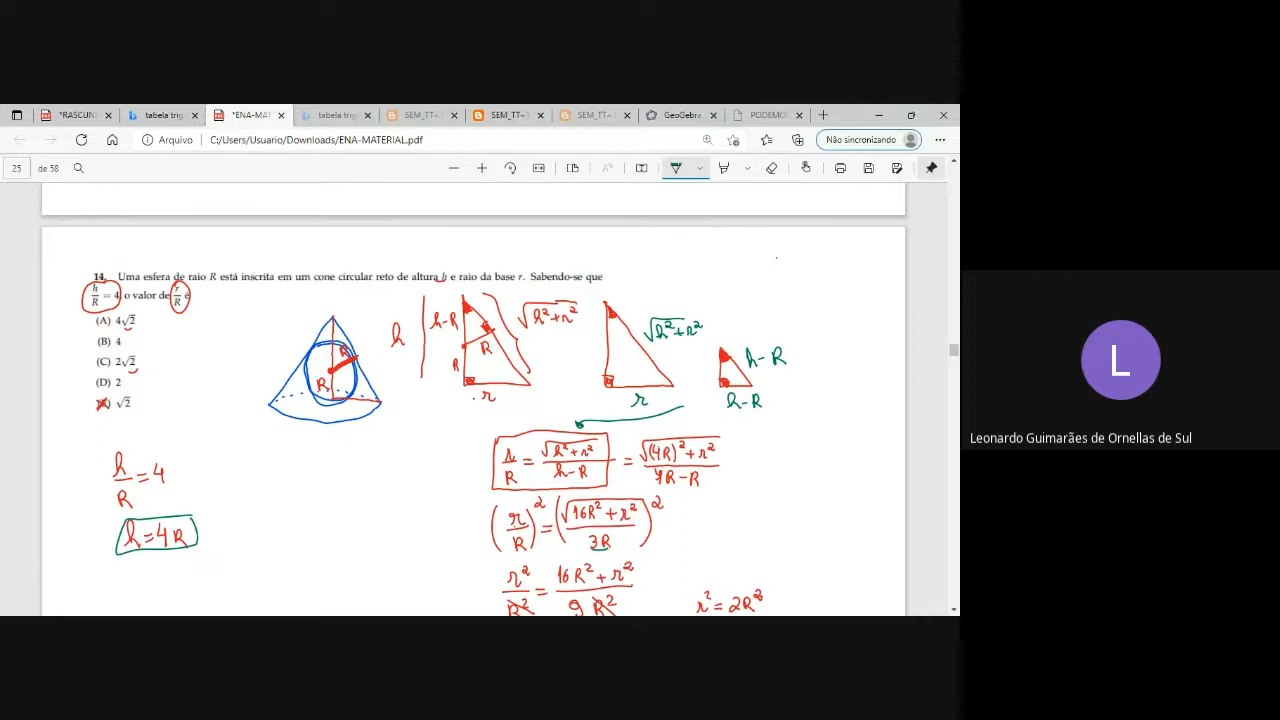 *RASCUN
tabela trig
*ENA-MAT
tabela trig
SEM_TT--
SEM_TT--
SEM_TT--
GeoGebra
PODEMO
Arquivo | C:/Users/Usuario/Downloads/ENA-MATERIAL.pdf
Não sincronizando
25 de 58
14. Uma esfera de raio R está inscrita em um cone circular reto de altura h e raio da base r. Sabendo-se que
h/R = 4, o valor de r/R é
(A) 4√2
(B) 4
(C) 2√2
(D) 2
√2
h
h-R
R
R
√h²+r²
r
R
R
√h²+r²
r
h-R
h-R
h/R = 4
h=4R
r/R = √h²+r²/h-R = √(4R)²+r²/4R-R
(r/R)² = (√16R²+r²/3R)²
r²/R² = 16R²+r²/9R²
r² = 2R²
L
Leonardo Guimarães de Ornellas de Sul